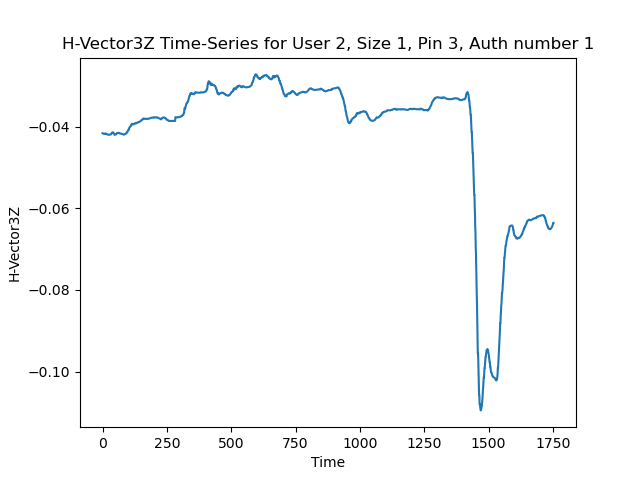 H-Vector3Z Time-Series for User 2, Size 1, Pin 3, Auth number 1
−0.04
−0.06
−0.08
−0.10
H-Vector3Z
0 250 500 750 1000 1250 1500 1750
Time